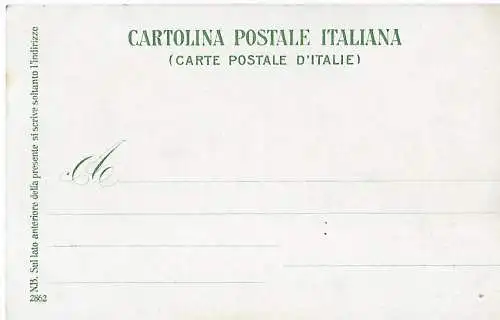 CARTOLINA POSTALE ITALIANA
(CARTE POSTALE D'ITALIE)
A
N.B. Sul lato anteriore della presente si scrive soltanto l'indirizzo
2862